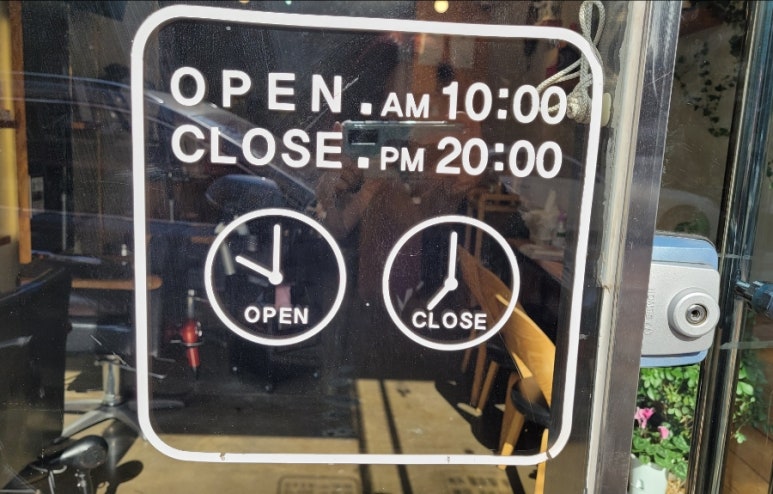 OPEN . AM 10:00
CLOSE . PM 20:00
OPEN
CLOSE